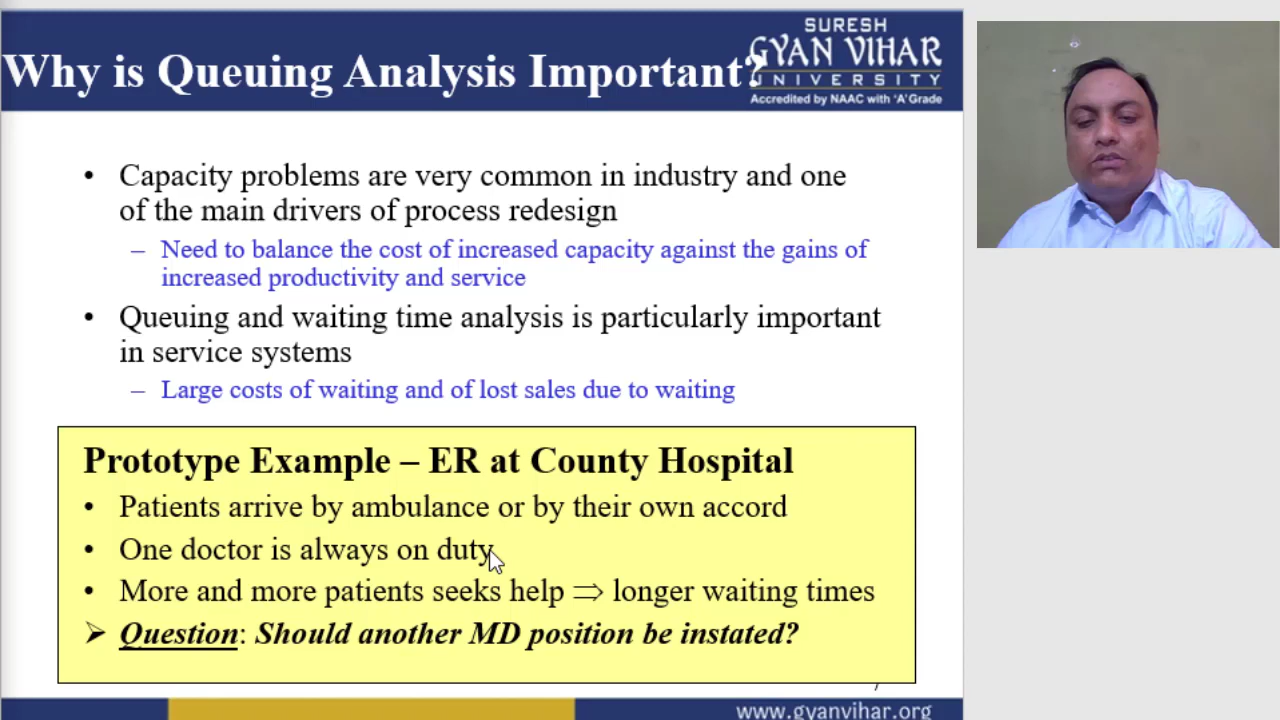 Why is Queuing Analysis Important?
SURESH
GYAN VIHAR
UNIVERSITY
Accredited by NAAC with 'A' Grade
• Capacity problems are very common in industry and one
of the main drivers of process redesign
– Need to balance the cost of increased capacity against the gains of
increased productivity and service
• Queuing and waiting time analysis is particularly important
in service systems
– Large costs of waiting and of lost sales due to waiting
Prototype Example – ER at County Hospital
• Patients arrive by ambulance or by their own accord
• One doctor is always on duty
• More and more patients seeks help ⇒ longer waiting times
➢ Question: Should another MD position be instated?
www.gyanvihar.org